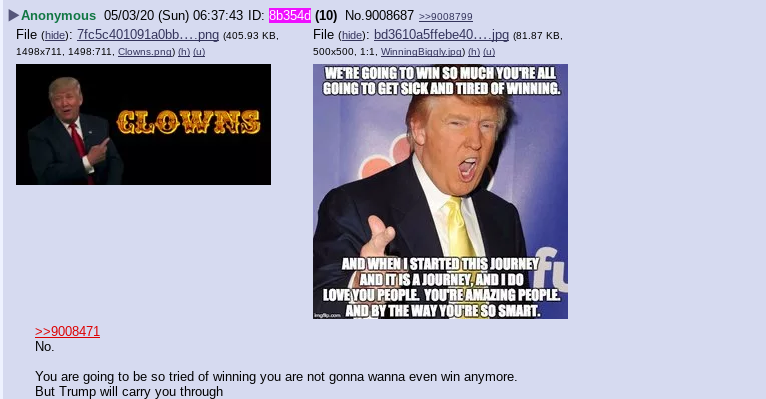 Anonymous 05/03/20 (Sun) 06:37:43 ID: 8b354d (10) No.9008687 >>9008799
File (hide): 7fc5c401091a0bb….png (405.93 KB, 1498x711, 1498:711, Clowns.png) (h) (u)
File (hide): bd3610a5ffebe40….jpg (81.87 KB, 500x500, 1:1, WinningBiggly.jpg) (h) (u)
CLOWNS
WE'RE GOING TO WIN SO MUCH YOU'RE ALL
GOING TO GET SICK AND TIRED OF WINNING.
AND WHEN I STARTED THIS JOURNEY
AND IT IS A JOURNEY, AND I DO
LOVE YOU PEOPLE. YOU'RE AMAZING PEOPLE.
AND BY THE WAY YOU'RE SO SMART.
fu
imgflip.com
>>9008471
No.
You are going to be so tried of winning you are not gonna wanna even win anymore.
But Trump will carry you through